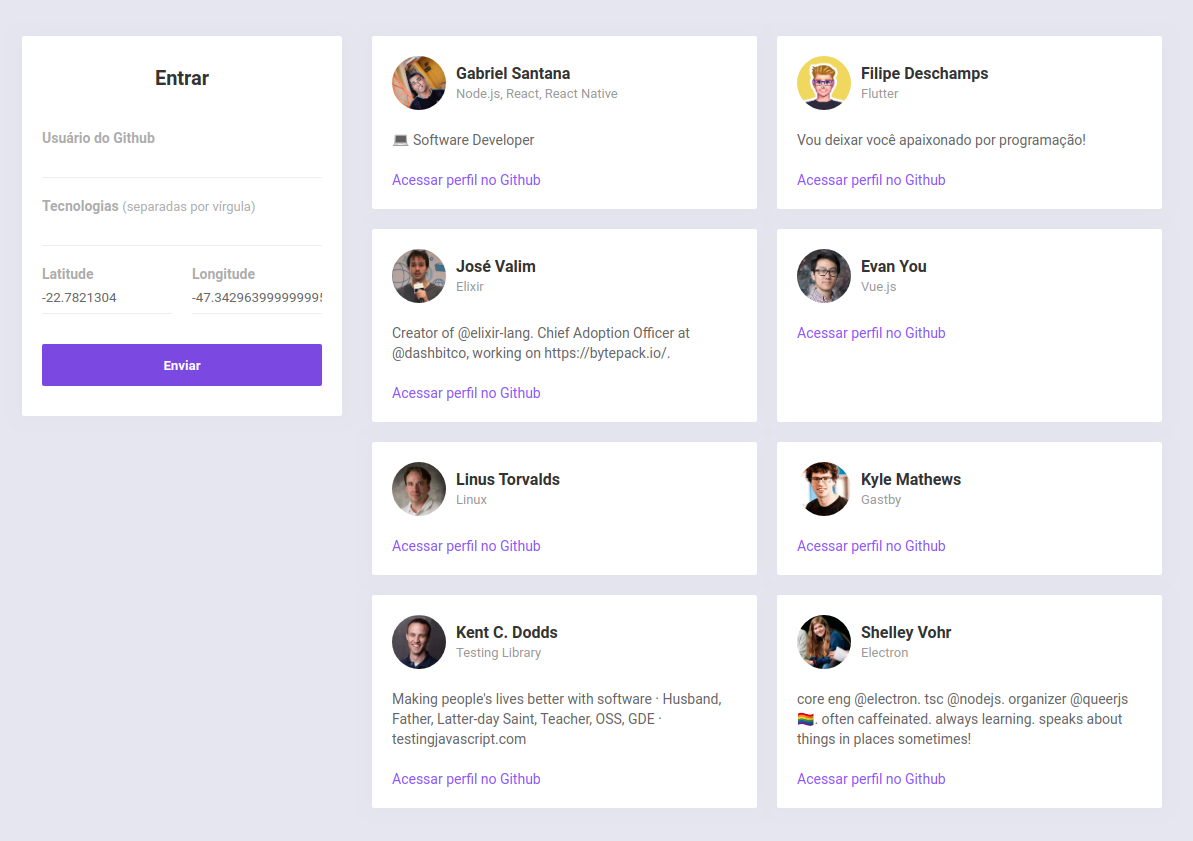 Entrar
Usuário do Github
Tecnologias (separadas por vírgula)
Latitude Longitude
-22.7821304 -47.34296399999999
Enviar
Gabriel Santana
Node.js, React, React Native
💻 Software Developer
Acessar perfil no Github
Filipe Deschamps
Flutter
Vou deixar você apaixonado por programação!
Acessar perfil no Github
José Valim
Elixir
Creator of @elixir-lang. Chief Adoption Officer at
@dashbitco, working on https://bytepack.io/.
Acessar perfil no Github
Evan You
Vue.js
Acessar perfil no Github
Linus Torvalds
Linux
Acessar perfil no Github
Kyle Mathews
Gastby
Acessar perfil no Github
Kent C. Dodds
Testing Library
Making people's lives better with software · Husband,
Father, Latter-day Saint, Teacher, OSS, GDE ·
testingjavascript.com
Acessar perfil no Github
Shelley Vohr
Electron
core eng @electron. tsc @nodejs. organizer @queerjs
🏳️‍🌈. often caffeinated. always learning. speaks about
things in places sometimes!
Acessar perfil no Github